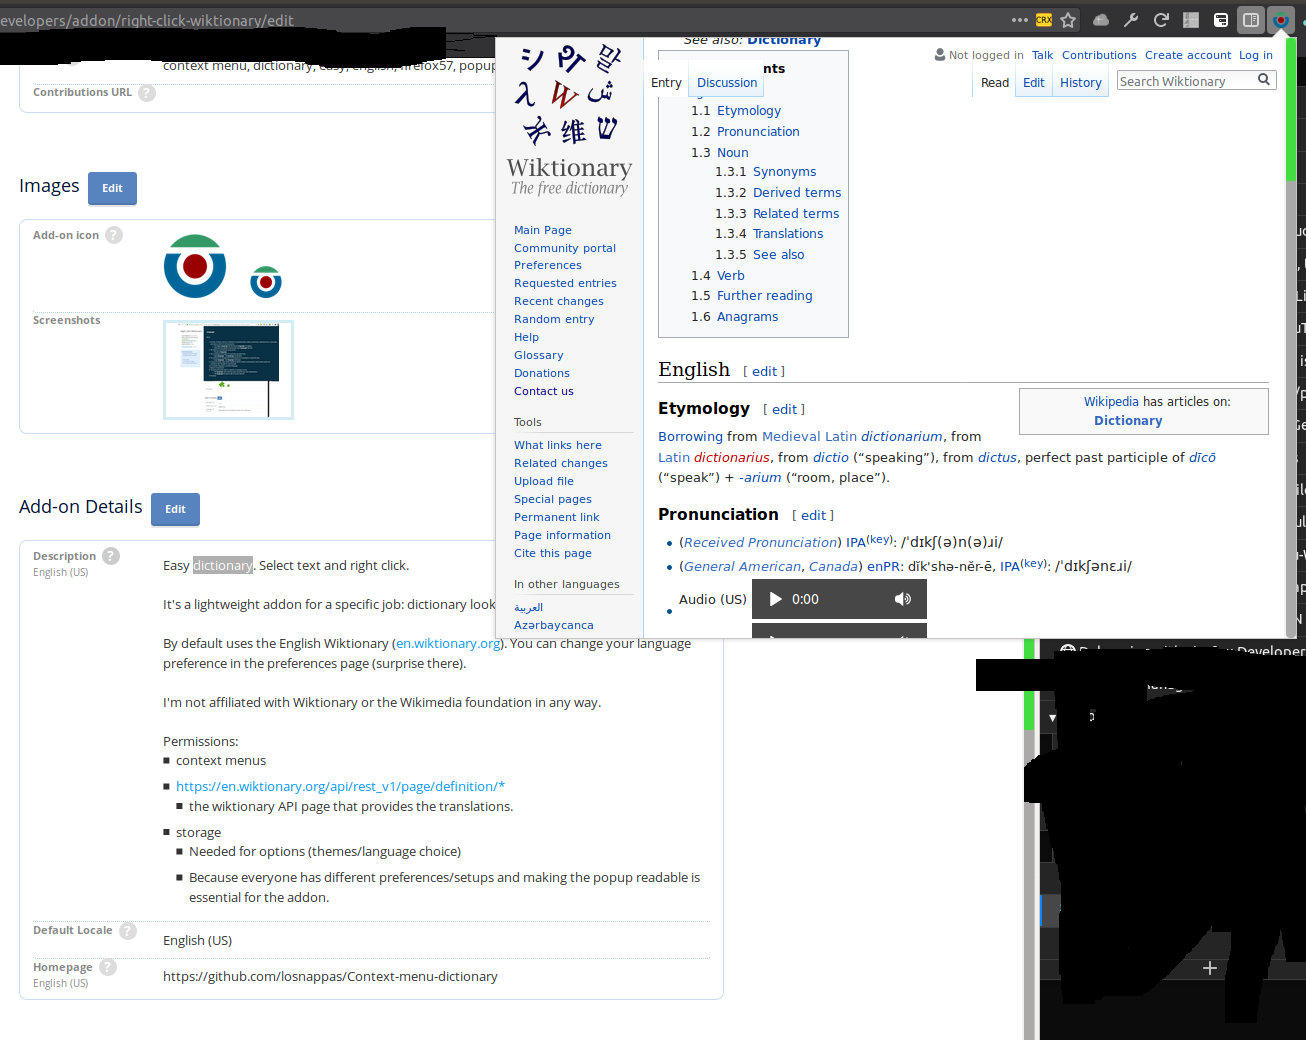 evelopers/addon/right-click-wiktionary/edit
CRX
context menu, dictionary, easy, english, firefox57, popup
Contributions URL ?
Images Edit
Add-on icon ?
Screenshots
Add-on Details Edit
Description ?
English (US)
Easy dictionary. Select text and right click.
It's a lightweight addon for a specific job: dictionary look
By default uses the English Wiktionary (en.wiktionary.org). You can change your language
preference in the preferences page (surprise there).
I'm not affiliated with Wiktionary or the Wikimedia foundation in any way.
Permissions:
context menus
https://en.wiktionary.org/api/rest_v1/page/definition/*
the wiktionary API page that provides the translations.
storage
Needed for options (themes/language choice)
Because everyone has different preferences/setups and making the popup readable is
essential for the addon.
Default Locale ?
English (US)
Homepage ?
English (US)
https://github.com/losnappas/Context-menu-dictionary
シ
λ W ش
维 שׁ
Wiktionary
The free dictionary
Main Page
Community portal
Preferences
Requested entries
Recent changes
Random entry
Help
Glossary
Donations
Contact us
Tools
What links here
Related changes
Upload file
Special pages
Permanent link
Page information
Cite this page
In other languages
العربية
Azərbaycanca
See also: Dictionary
Not logged in Talk Contributions Create account Log in
Entry Discussion
Read Edit History Search Wiktionary
nts
1.1 Etymology
1.2 Pronunciation
1.3 Noun
1.3.1 Synonyms
1.3.2 Derived terms
1.3.3 Related terms
1.3.4 Translations
1.3.5 See also
1.4 Verb
1.5 Further reading
1.6 Anagrams
English [ edit ]
Wikipedia has articles on:
Dictionary
Etymology [ edit ]
Borrowing from Medieval Latin dictionarium, from
Latin dictionarius, from dictio (“speaking”), from dictus, perfect past participle of dīcō
(“speak”) + -arium (“room, place”).
Pronunciation [ edit ]
(Received Pronunciation) IPA(key): /ˈdɪkʃ(ə)n(ə)ɹi/
(General American, Canada) enPR: dĭk'shə-nĕr-ē, IPA(key): /ˈdɪkʃənɛɹi/
Audio (US) 0:00